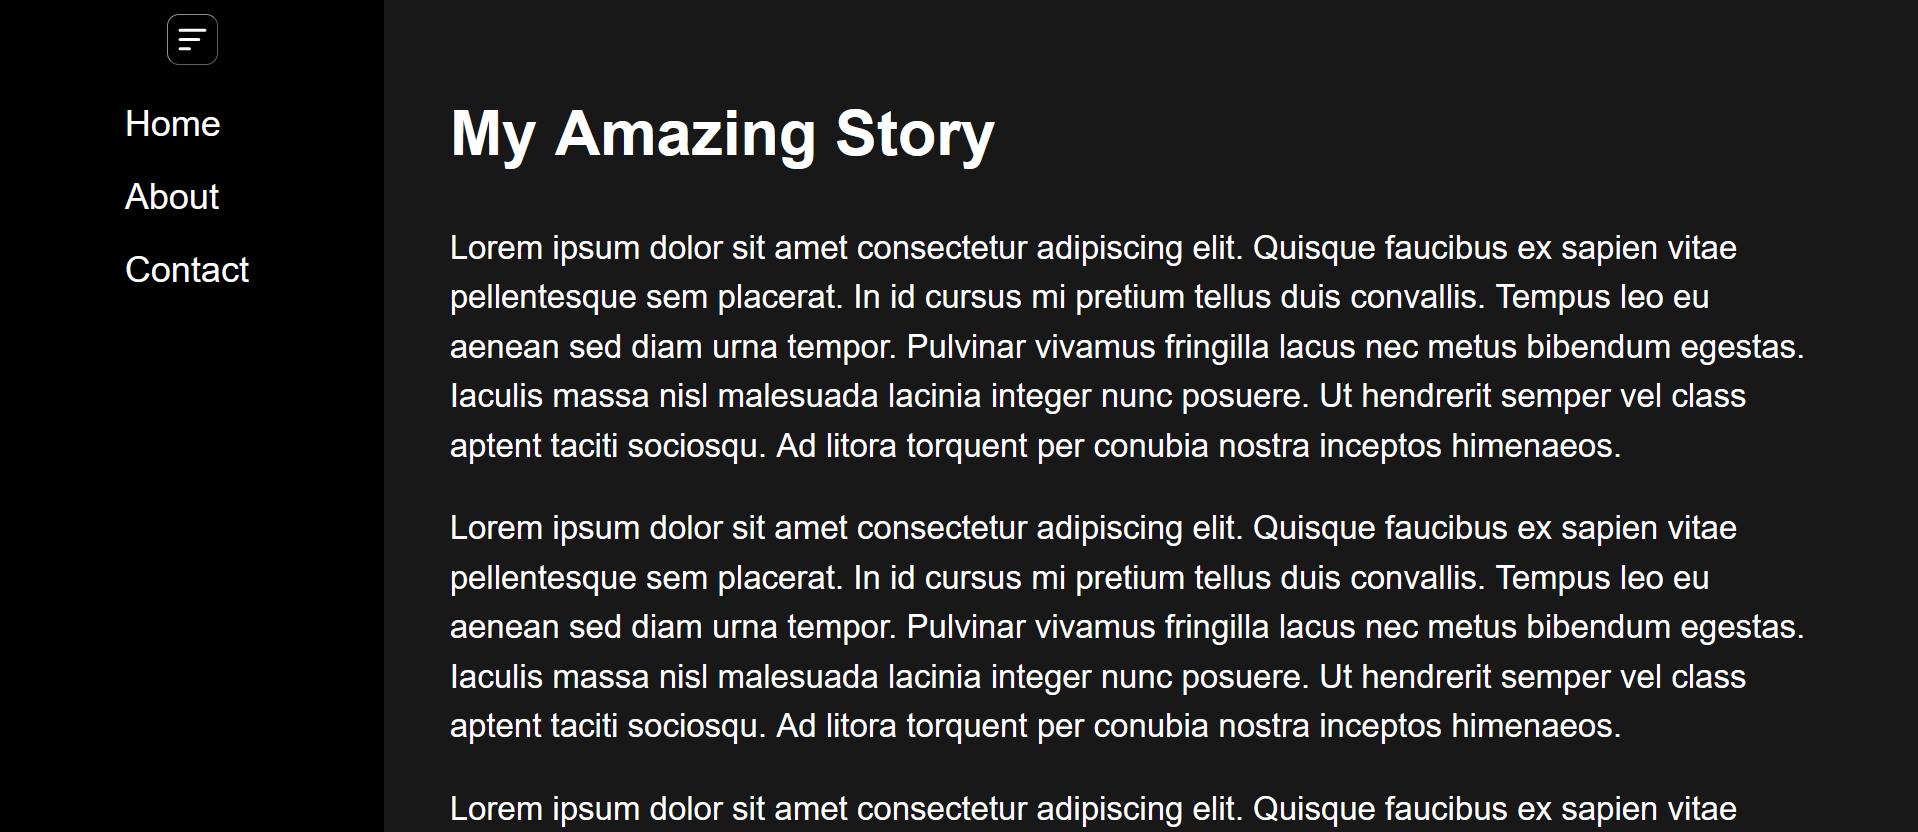 Home
About
Contact
My Amazing Story
Lorem ipsum dolor sit amet consectetur adipiscing elit. Quisque faucibus ex sapien vitae
pellentesque sem placerat. In id cursus mi pretium tellus duis convallis. Tempus leo eu
aenean sed diam urna tempor. Pulvinar vivamus fringilla lacus nec metus bibendum egestas.
Iaculis massa nisl malesuada lacinia integer nunc posuere. Ut hendrerit semper vel class
aptent taciti sociosqu. Ad litora torquent per conubia nostra inceptos himenaeos.
Lorem ipsum dolor sit amet consectetur adipiscing elit. Quisque faucibus ex sapien vitae
pellentesque sem placerat. In id cursus mi pretium tellus duis convallis. Tempus leo eu
aenean sed diam urna tempor. Pulvinar vivamus fringilla lacus nec metus bibendum egestas.
Iaculis massa nisl malesuada lacinia integer nunc posuere. Ut hendrerit semper vel class
aptent taciti sociosqu. Ad litora torquent per conubia nostra inceptos himenaeos.
Lorem ipsum dolor sit amet consectetur adipiscing elit. Quisque faucibus ex sapien vitae